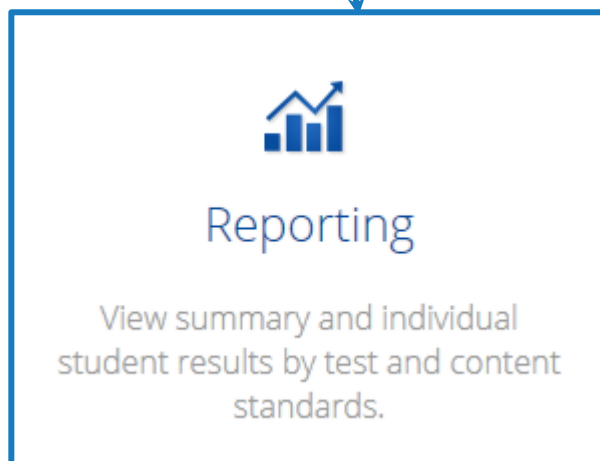 Reporting
View summary and individual
student results by test and content
standards.